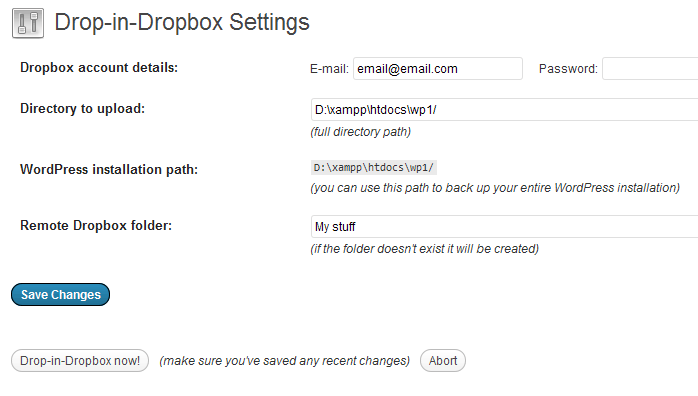 Drop-in-Dropbox Settings
Dropbox account details: E-mail: email@email.com Password:
Directory to upload: D:\xampp\htdocs\wp1/
(full directory path)
WordPress installation path: D:\xampp\htdocs\wp1/
(you can use this path to back up your entire WordPress installation)
Remote Dropbox folder: My stuff
(if the folder doesn't exist it will be created)
Save Changes
Drop-in-Dropbox now! (make sure you've saved any recent changes) Abort